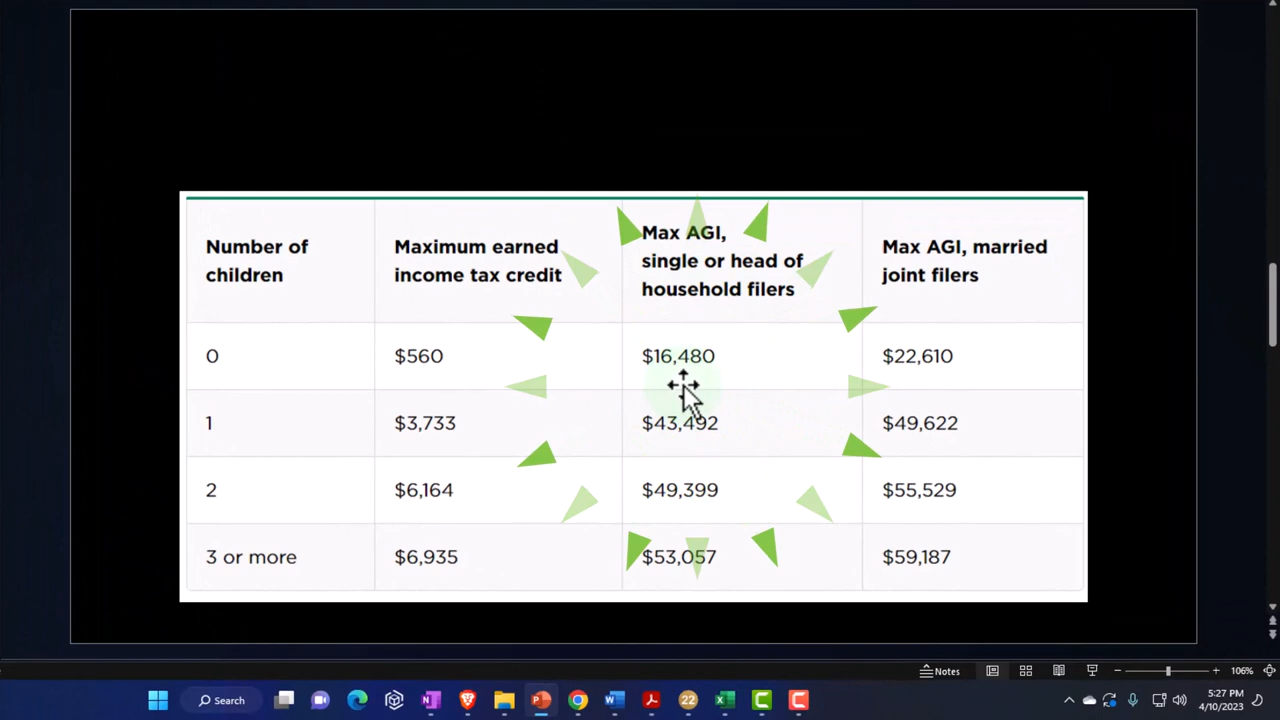 Number of children
Maximum earned income tax credit
Max AGI, single or head of household filers
Max AGI, married joint filers
0 $560 $16,480 $22,610
1 $3,733 $43,492 $49,622
2 $6,164 $49,399 $55,529
3 or more $6,935 $53,057 $59,187
Notes
106%
Search
22
5:27 PM
4/10/2023